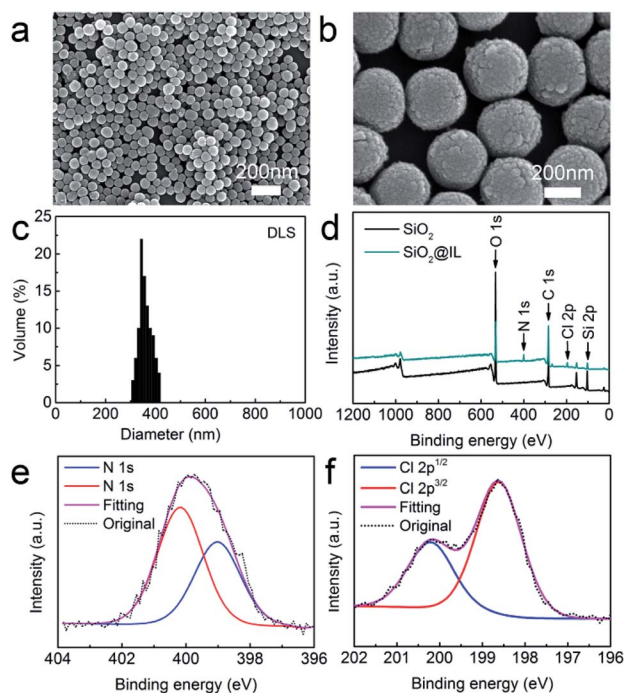 a
200nm
b
200nm
c
DLS
25
20
15
10
5
0
Volume (%)
0 200 400 600 800 1000
Diameter (nm)
d
SiO₂
SiO₂@IL
O 1s
N 1s
C 1s
Cl 2p
Si 2p
Intensity (a.u.)
1200 1000 800 600 400 200 0
Binding energy (eV)
e
N 1s
N 1s
Fitting
Original
Intensity (a.u.)
404 402 400 398 396
Binding energy (eV)
f
Cl 2p¹/²
Cl 2p³/²
Fitting
Original
Intensity (a.u.)
202 201 200 199 198 197 196
Binding energy (eV)